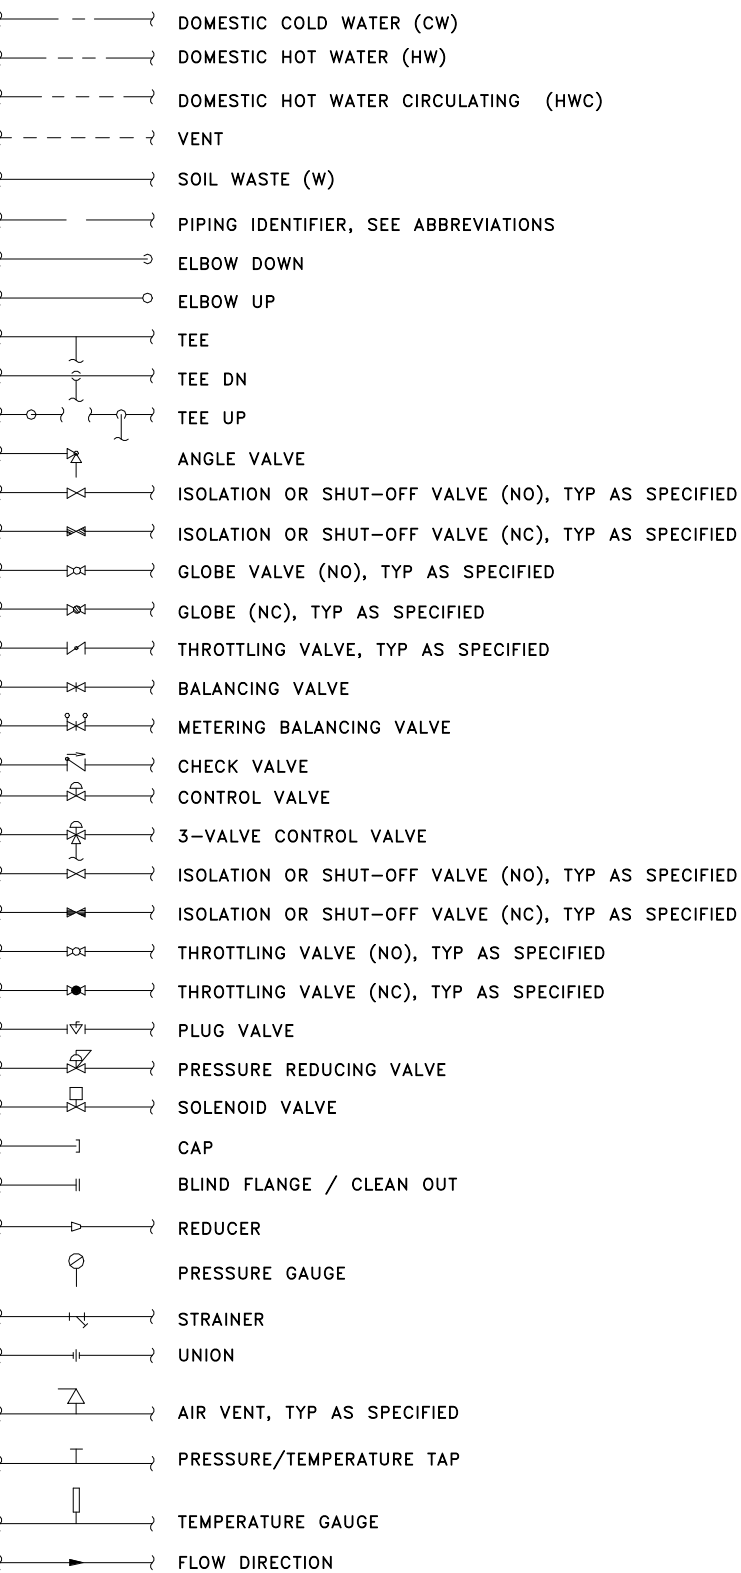 DOMESTIC COLD WATER (CW)
DOMESTIC HOT WATER (HW)
DOMESTIC HOT WATER CIRCULATING (HWC)
VENT
SOIL WASTE (W)
PIPING IDENTIFIER, SEE ABBREVIATIONS
ELBOW DOWN
ELBOW UP
TEE
TEE DN
TEE UP
ANGLE VALVE
ISOLATION OR SHUT-OFF VALVE (NO), TYP AS SPECIFIED
ISOLATION OR SHUT-OFF VALVE (NC), TYP AS SPECIFIED
GLOBE VALVE (NO), TYP AS SPECIFIED
GLOBE (NC), TYP AS SPECIFIED
THROTTLING VALVE, TYP AS SPECIFIED
BALANCING VALVE
METERING BALANCING VALVE
CHECK VALVE
CONTROL VALVE
3-VALVE CONTROL VALVE
ISOLATION OR SHUT-OFF VALVE (NO), TYP AS SPECIFIED
ISOLATION OR SHUT-OFF VALVE (NC), TYP AS SPECIFIED
THROTTLING VALVE (NO), TYP AS SPECIFIED
THROTTLING VALVE (NC), TYP AS SPECIFIED
PLUG VALVE
PRESSURE REDUCING VALVE
SOLENOID VALVE
CAP
BLIND FLANGE / CLEAN OUT
REDUCER
PRESSURE GAUGE
STRAINER
UNION
AIR VENT, TYP AS SPECIFIED
PRESSURE/TEMPERATURE TAP
TEMPERATURE GAUGE
FLOW DIRECTION